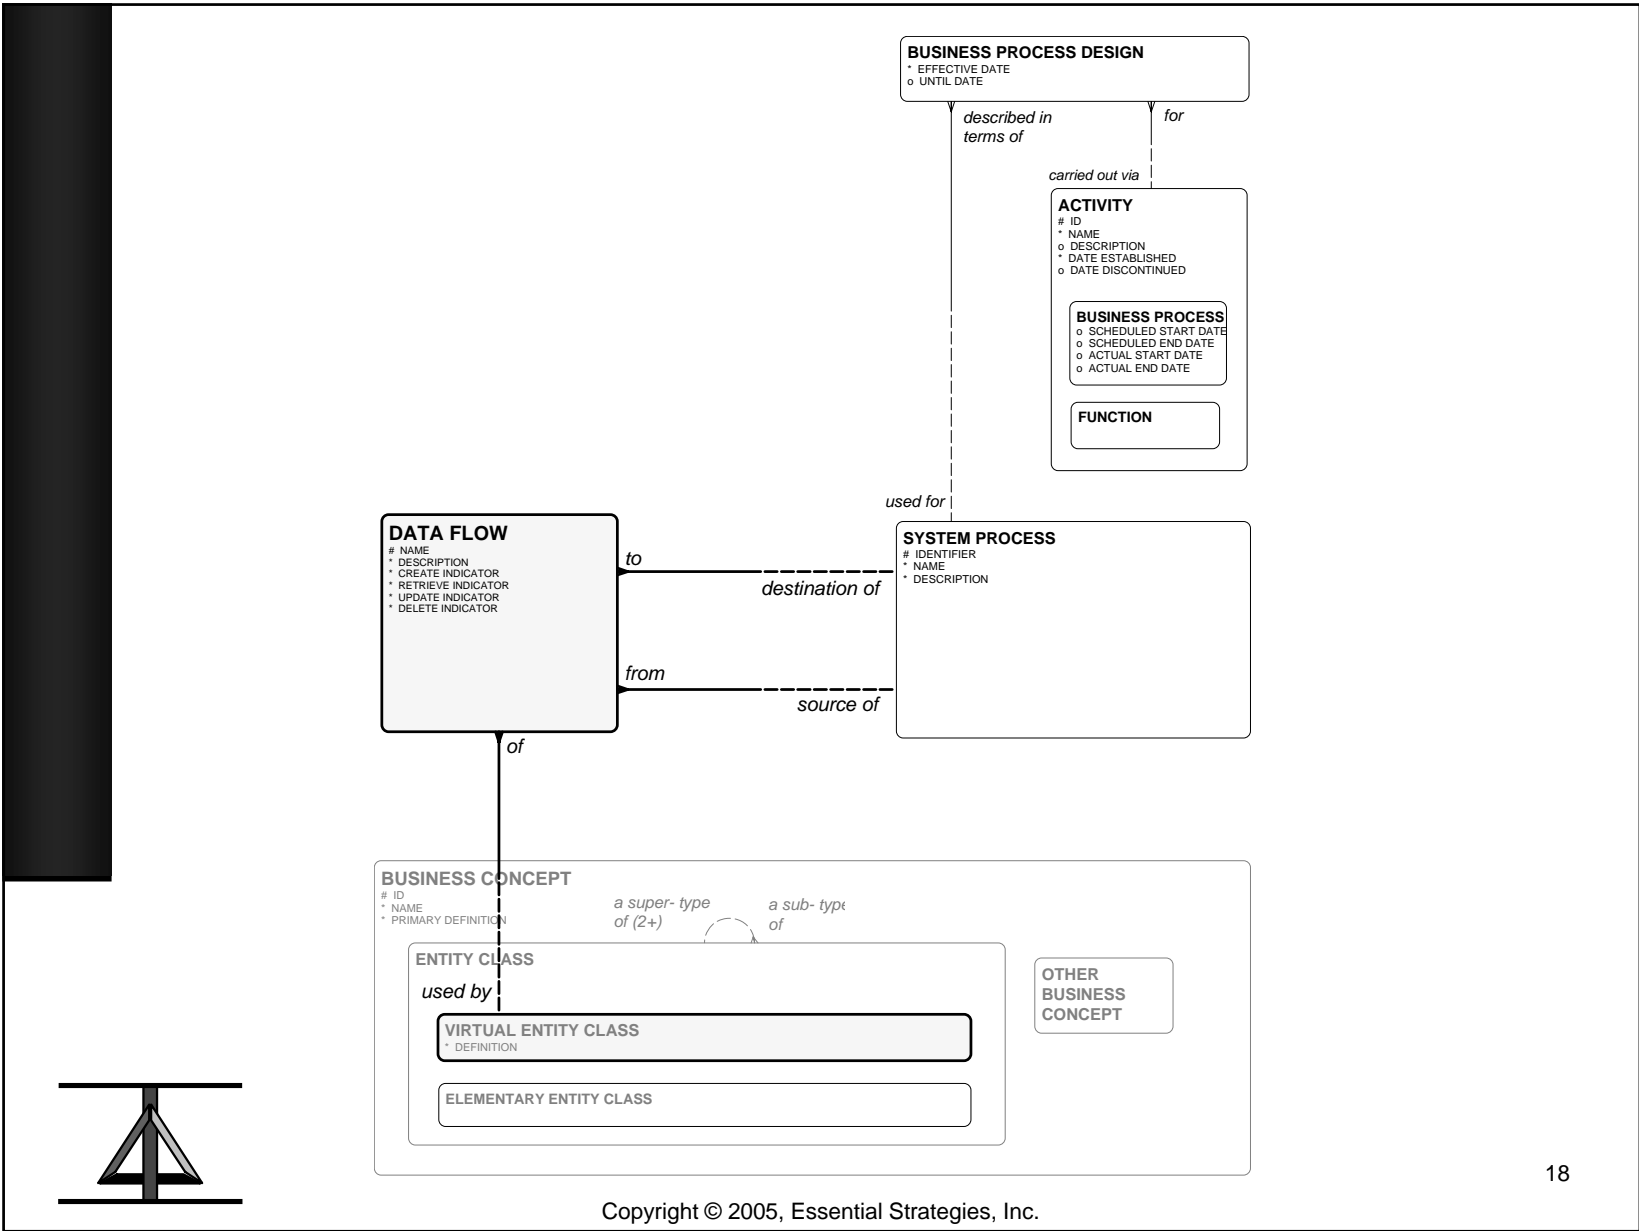 BUSINESS PROCESS DESIGN
* EFFECTIVE DATE
o UNTIL DATE
described in
terms of
for
carried out via
ACTIVITY
# ID
* NAME
o DESCRIPTION
* DATE ESTABLISHED
o DATE DISCONTINUED
BUSINESS PROCESS
o SCHEDULED START DATE
o SCHEDULED END DATE
o ACTUAL START DATE
o ACTUAL END DATE
FUNCTION
used for
DATA FLOW
# NAME
* DESCRIPTION
* CREATE INDICATOR
* RETRIEVE INDICATOR
* UPDATE INDICATOR
* DELETE INDICATOR
to
destination of
from
source of
of
SYSTEM PROCESS
# IDENTIFIER
* NAME
* DESCRIPTION
BUSINESS CONCEPT
# ID
* NAME
* PRIMARY DEFINITION
a super- type
of (2+)
a sub- type
of
ENTITY CLASS
used by
VIRTUAL ENTITY CLASS
* DEFINITION
ELEMENTARY ENTITY CLASS
OTHER
BUSINESS
CONCEPT
18
Copyright © 2005, Essential Strategies, Inc.